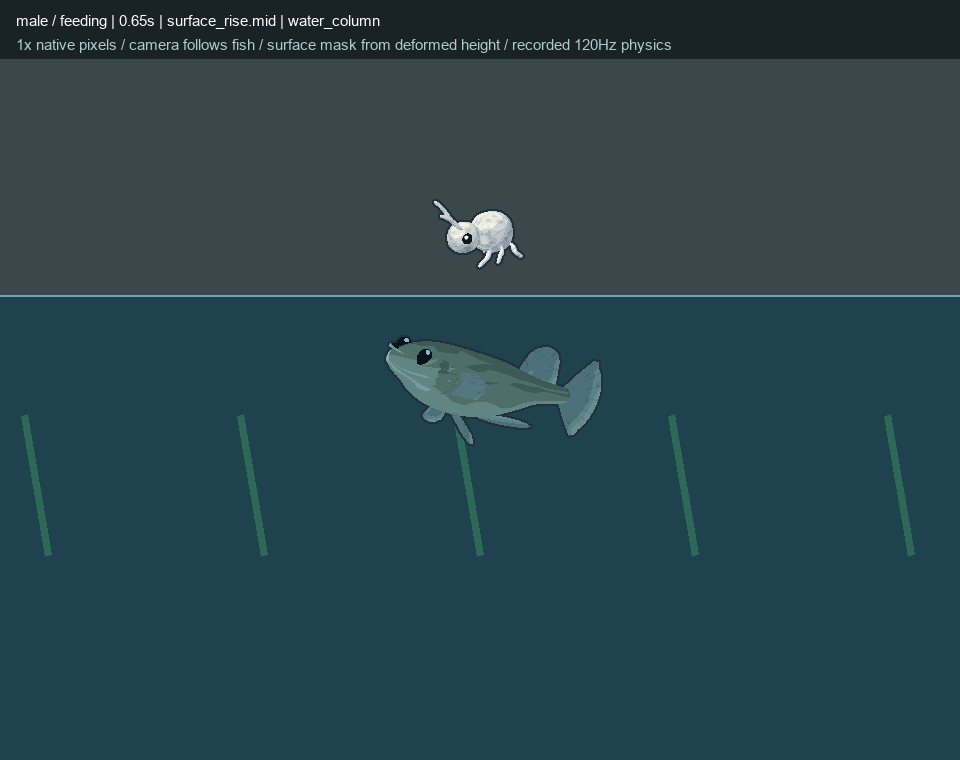 male / feeding | 0.65s | surface_rise.mid | water_column
1x native pixels / camera follows fish / surface mask from deformed height / recorded 120Hz physics